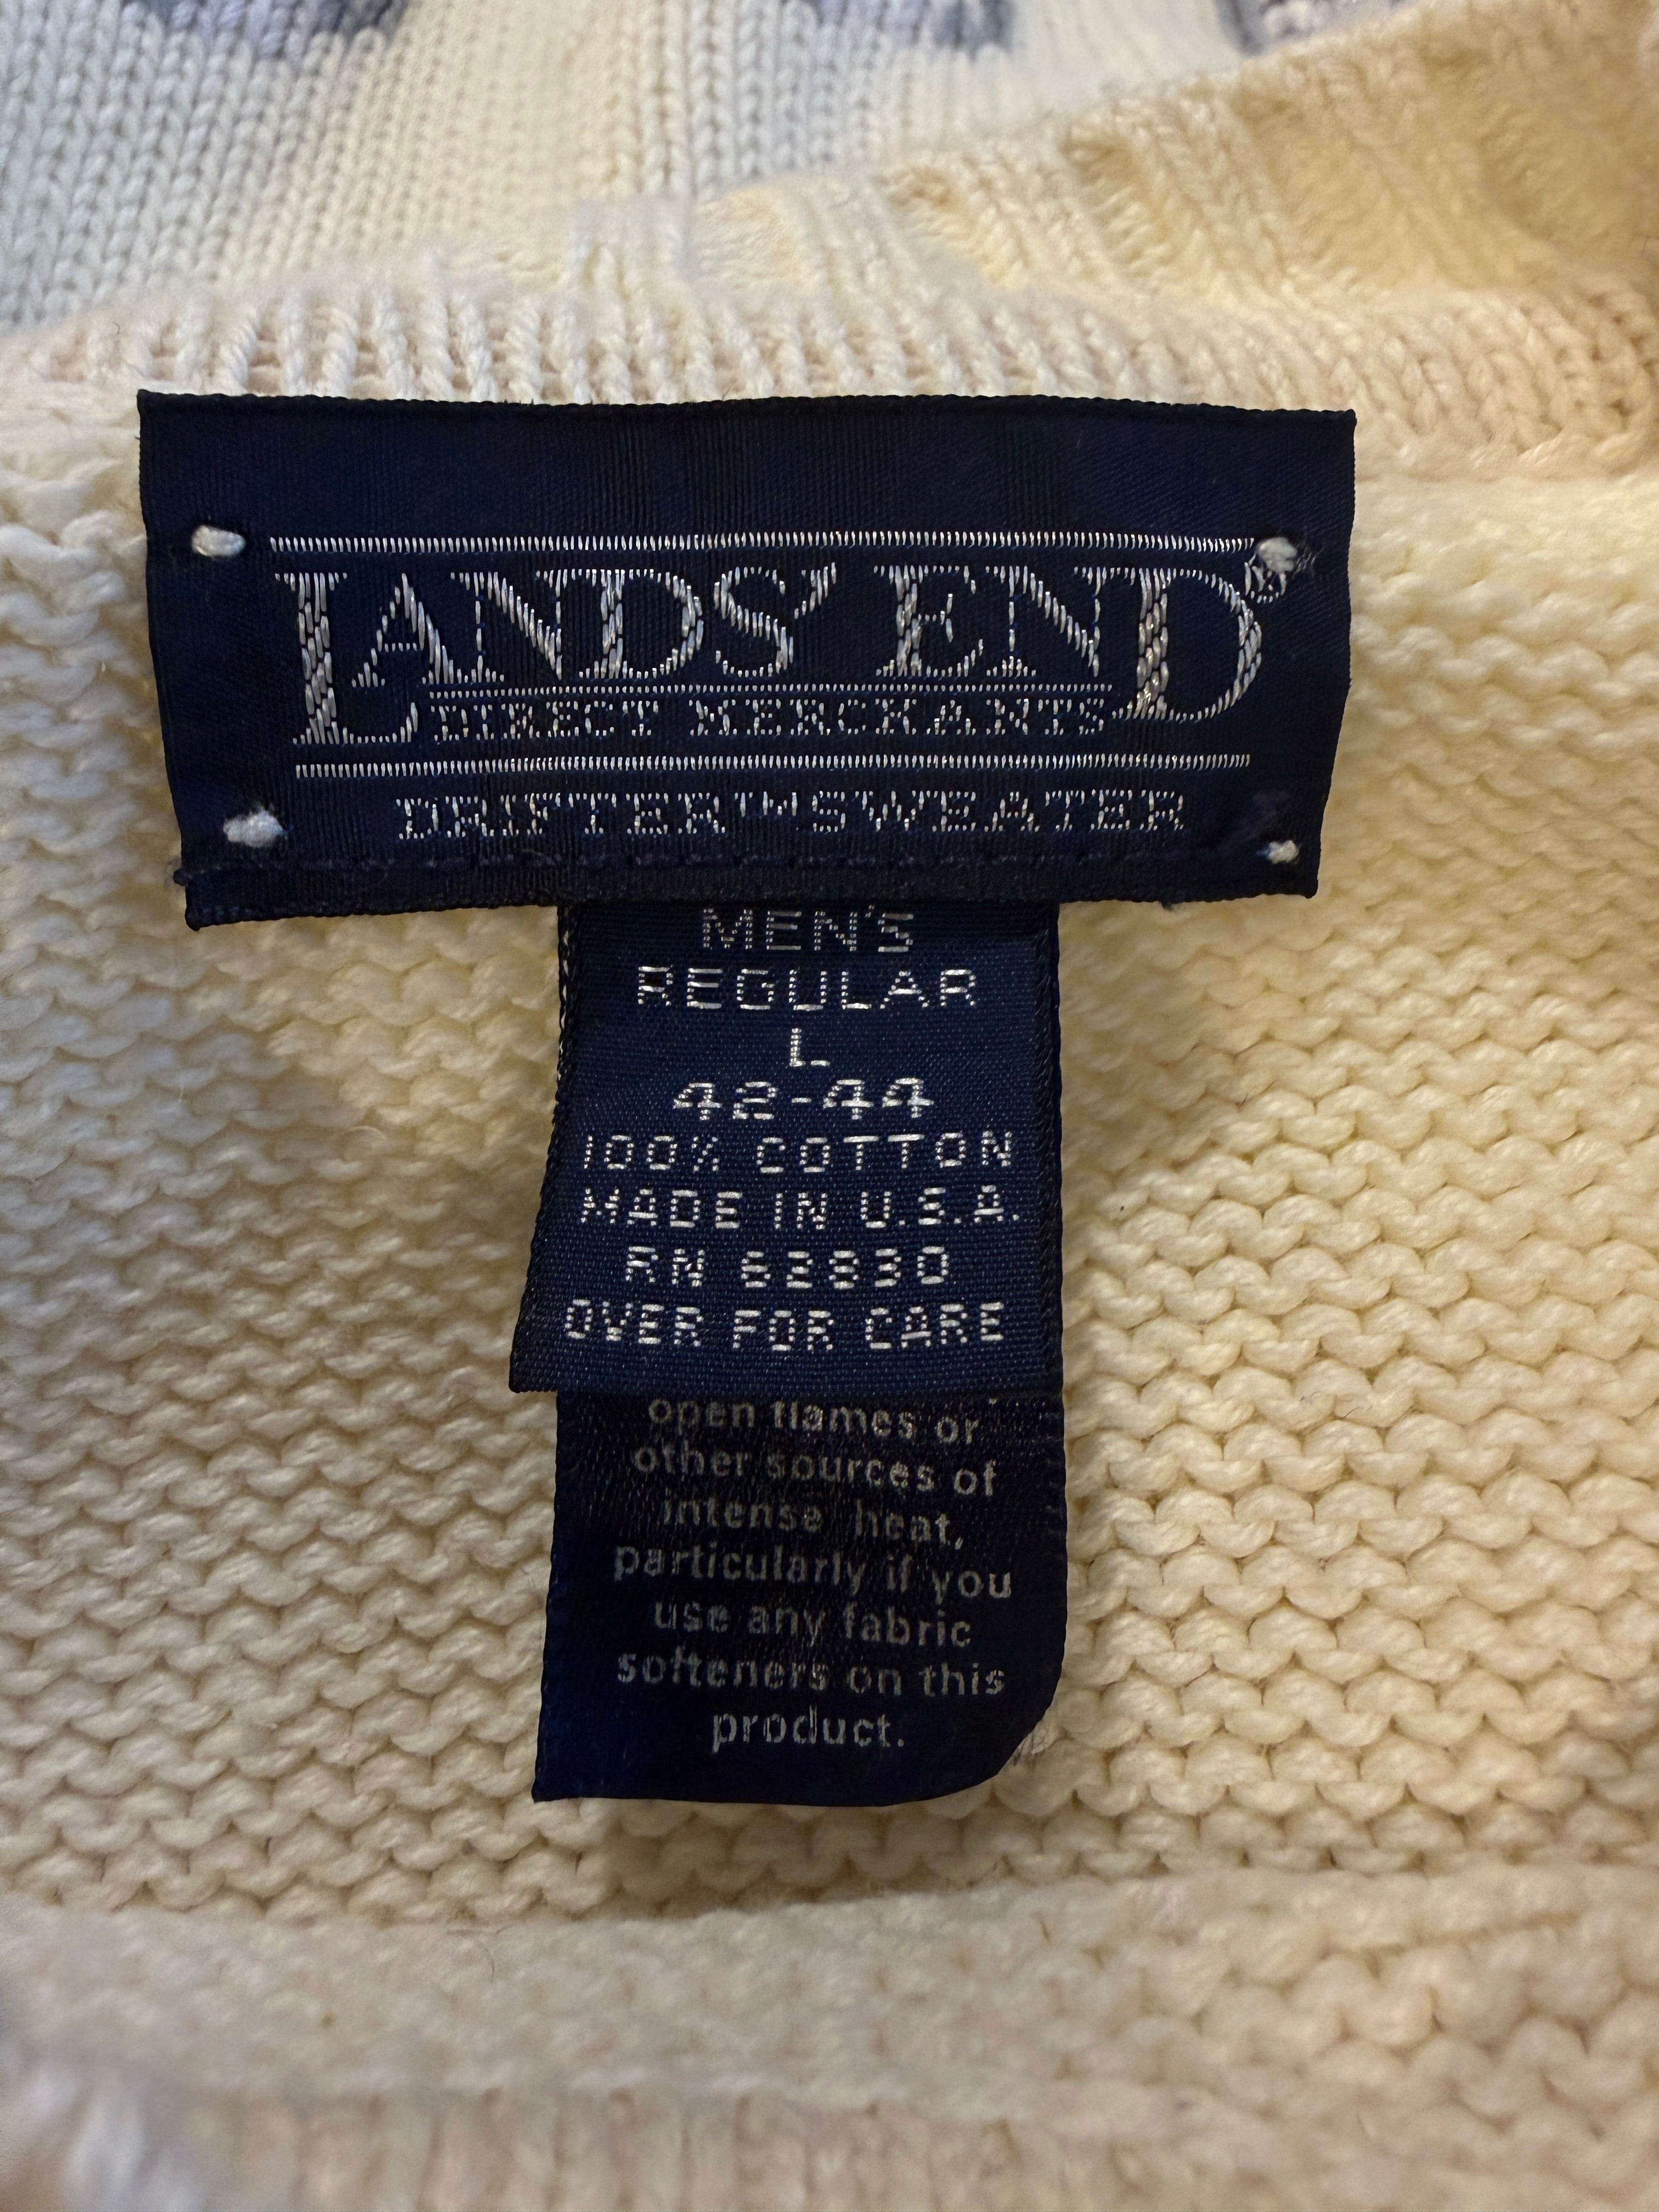 LANDS' END®
DIRECT MERCHANTS
DRIFTER™ SWEATER
MEN'S
REGULAR
L
42-44
100% COTTON
MADE IN U.S.A.
RN 62830
OVER FOR CARE
open flames or
other sources of
intense heat,
particularly if you
use any fabric
softeners on this
product.